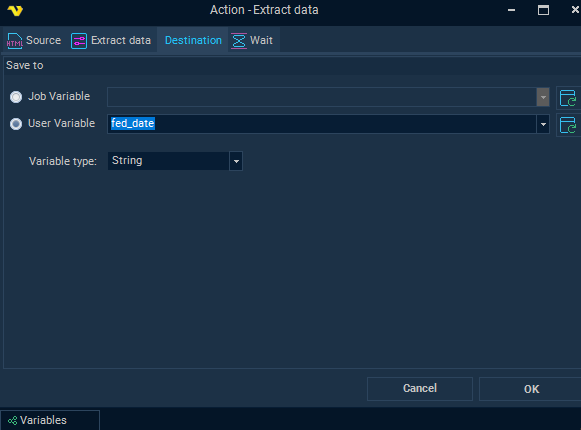 Action - Extract data
Source Extract data Destination Wait
Save to
Job Variable
User Variable fed_date
Variable type: String
Cancel OK
Variables